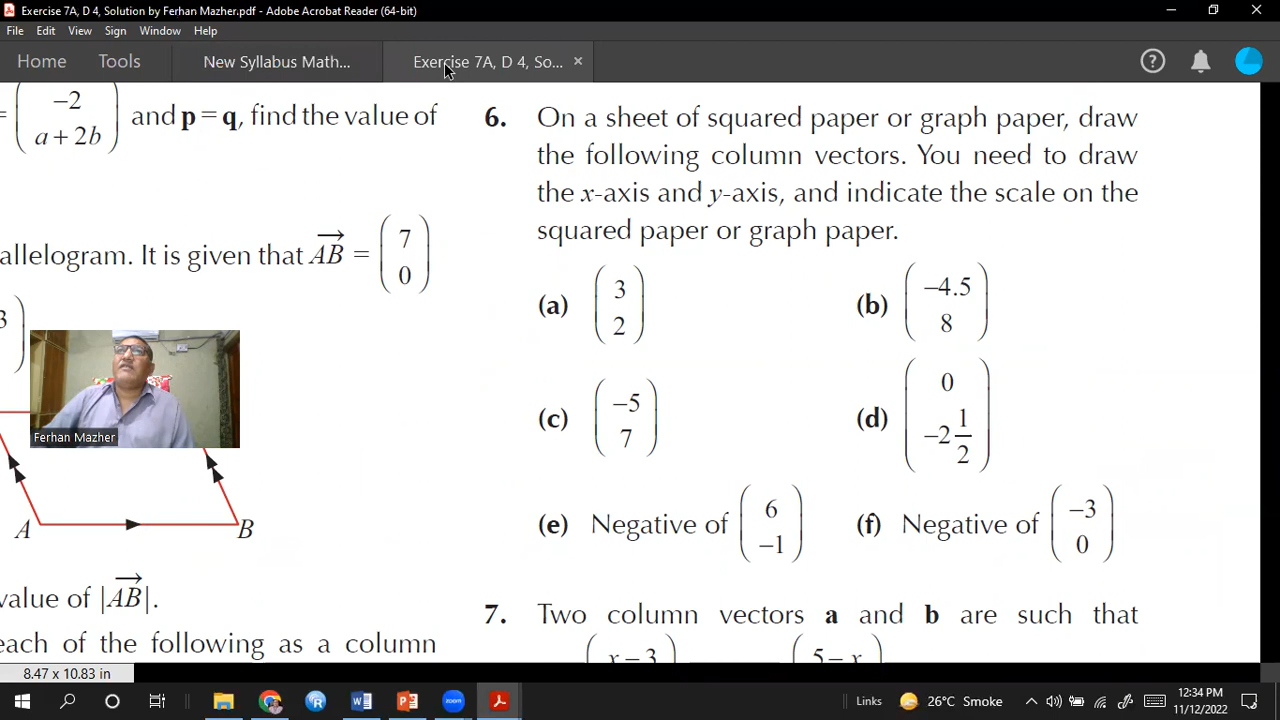 Exercise 7A, D 4, Solution by Ferhan Mazher.pdf - Adobe Acrobat Reader (64-bit)
File Edit View Sign Window Help
Home Tools New Syllabus Math... Exercise 7A, D 4, So... ×
= ( −2 a + 2b ) and p = q, find the value of
allelogram. It is given that AB⃗ = ( 7 0 )
3
Ferhan Mazher
A B
value of |AB⃗|.
each of the following as a column
6. On a sheet of squared paper or graph paper, draw
the following column vectors. You need to draw
the x-axis and y-axis, and indicate the scale on the
squared paper or graph paper.
(a) ( 3 2 ) (b) ( −4.5 8 )
(c) ( −5 7 ) (d) ( 0 −2 1/2 )
(e) Negative of ( 6 −1 ) (f) Negative of ( −3 0 )
7. Two column vectors a and b are such that
x − 3 5 − x
8.47 x 10.83 in
zoom
Links 26°C Smoke 12:34 PM
11/12/2022